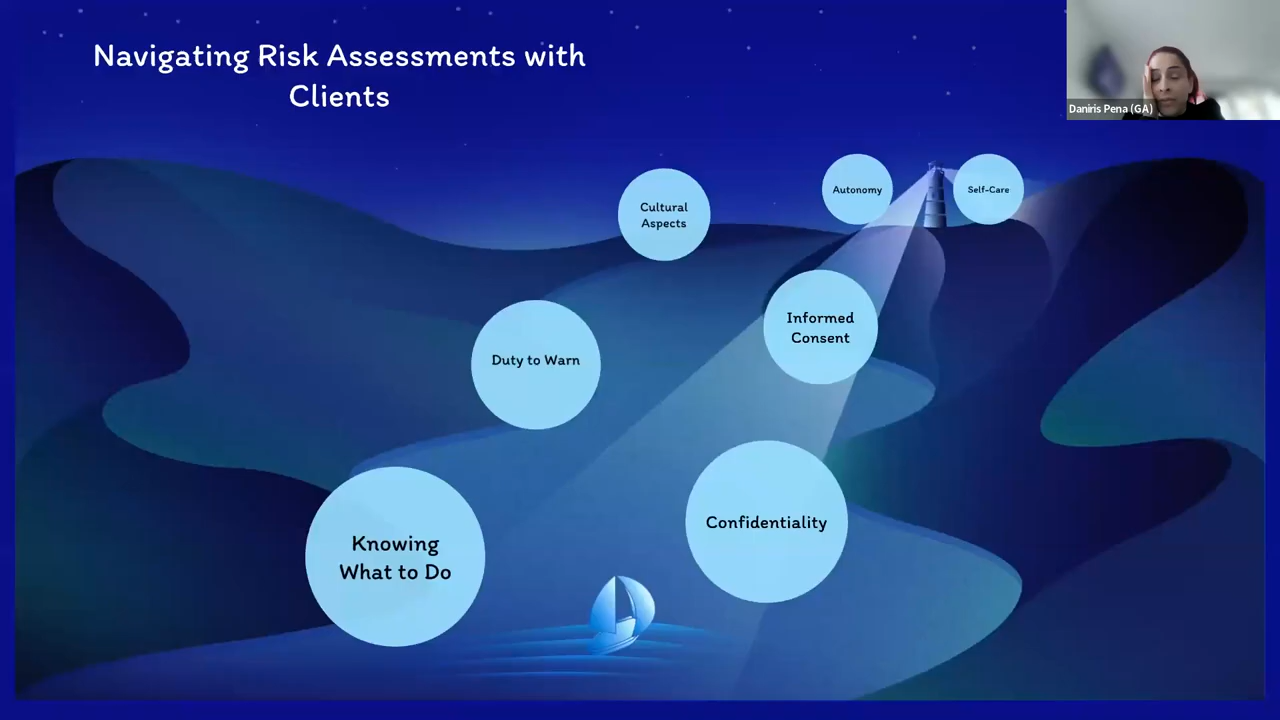 Navigating Risk Assessments with
Clients
Daniris Pena (GA)
Cultural
Aspects
Autonomy
Self-Care
Duty to Warn
Informed
Consent
Knowing
What to Do
Confidentiality